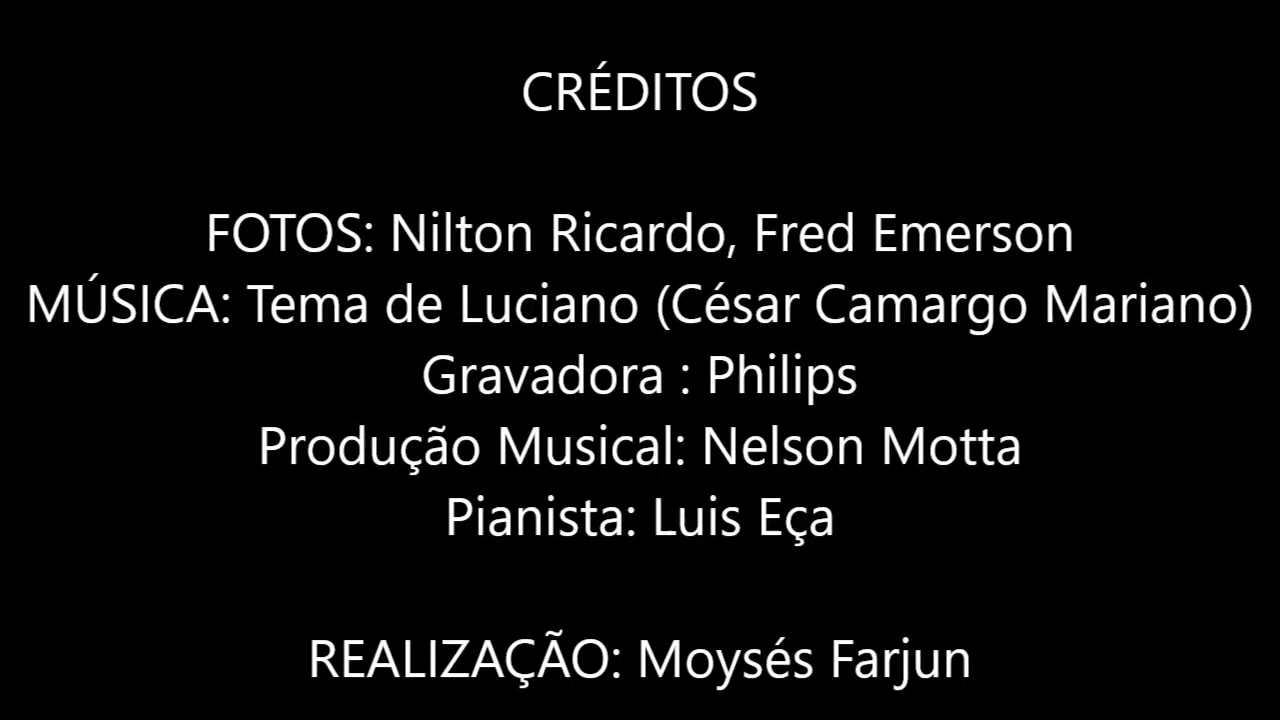 CRÉDITOS
FOTOS: Nilton Ricardo, Fred Emerson
MÚSICA: Tema de Luciano (César Camargo Mariano)
Gravadora : Philips
Produção Musical: Nelson Motta
Pianista: Luis Eça
REALIZAÇÃO: Moysés Farjun